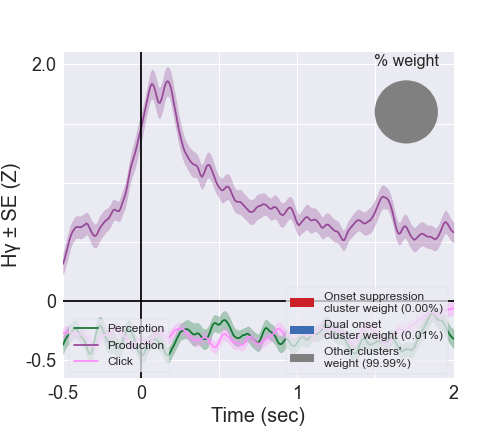 % weight
2.0
Hγ ± SE (Z)
0
-0.5
Perception
Production
Click
Onset suppression
cluster weight (0.00%)
Dual onset
cluster weight (0.01%)
Other clusters'
weight (99.99%)
-0.5
0
1
2
Time (sec)